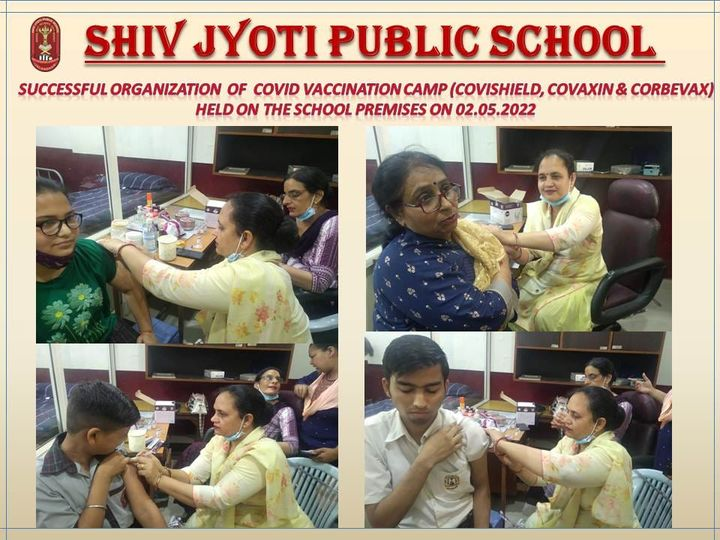 SHIV JYOTI PUBLIC SCHOOL
SUCCESSFUL ORGANIZATION OF COVID VACCINATION CAMP (COVISHIELD, COVAXIN & CORBEVAX)
HELD ON THE SCHOOL PREMISES ON 02.05.2022